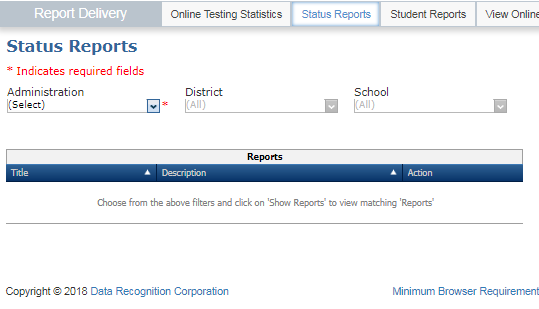 Report Delivery Online Testing Statistics Status Reports Student Reports View Online
Status Reports
* Indicates required fields
Administration District School
(Select) * (All) (All)
Reports
Title Description Action
Choose from the above filters and click on 'Show Reports' to view matching 'Reports'
Copyright © 2018 Data Recognition Corporation Minimum Browser Requirement